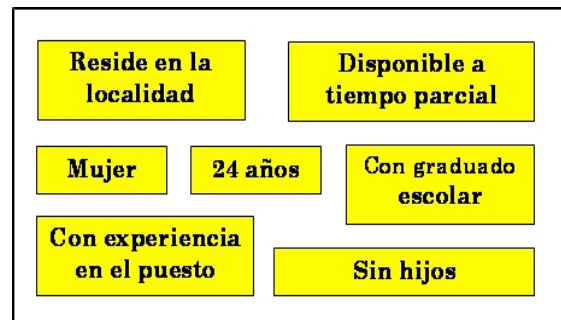 Reside en la
localidad
Disponible a
tiempo parcial
Mujer
24 años
Con graduado
escolar
Con experiencia
en el puesto
Sin hijos